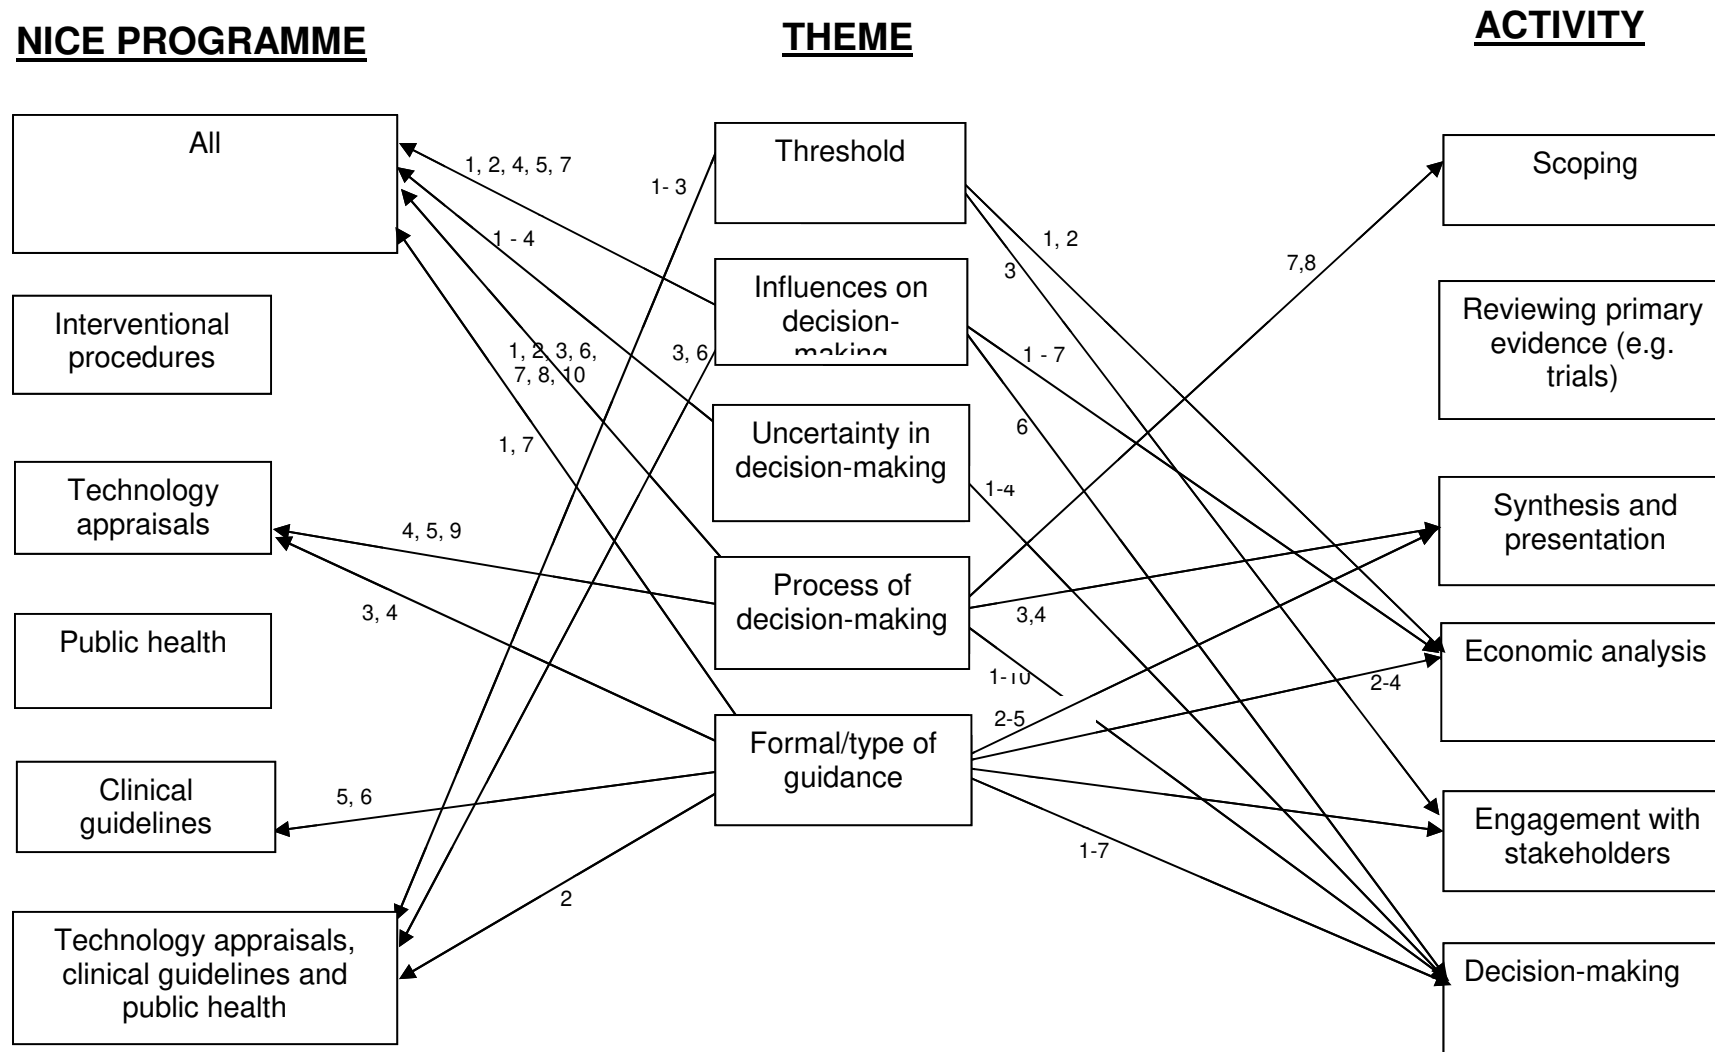 NICE PROGRAMME
THEME
ACTIVITY
All
Interventional
procedures
Technology
appraisals
Public health
Clinical
guidelines
Technology appraisals,
clinical guidelines and
public health
1, 2, 4, 5, 7
1- 3
1 - 4
1, 2, 3, 6,
7, 8, 10
3, 6
1, 7
4, 5, 9
3, 4
5, 6
2
Threshold
Influences on
decision-
making
Uncertainty in
decision-making
Process of
decision-making
Formal/type of
guidance
1, 2
3
7,8
1 - 7
6
1-4
3,4
1-10
2-5
2-4
1-7
Scoping
Reviewing primary
evidence (e.g.
trials)
Synthesis and
presentation
Economic analysis
Engagement with
stakeholders
Decision-making